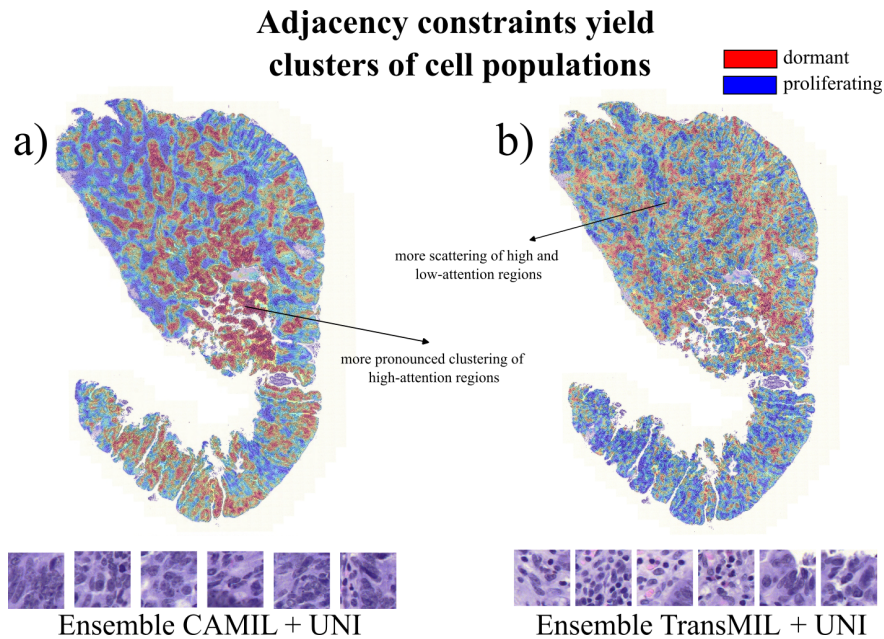 Adjacency constraints yield
clusters of cell populations
dormant
proliferating
a)
b)
more scattering of high and
low-attention regions
more pronounced clustering of
high-attention regions
Ensemble CAMIL + UNI
Ensemble TransMIL + UNI